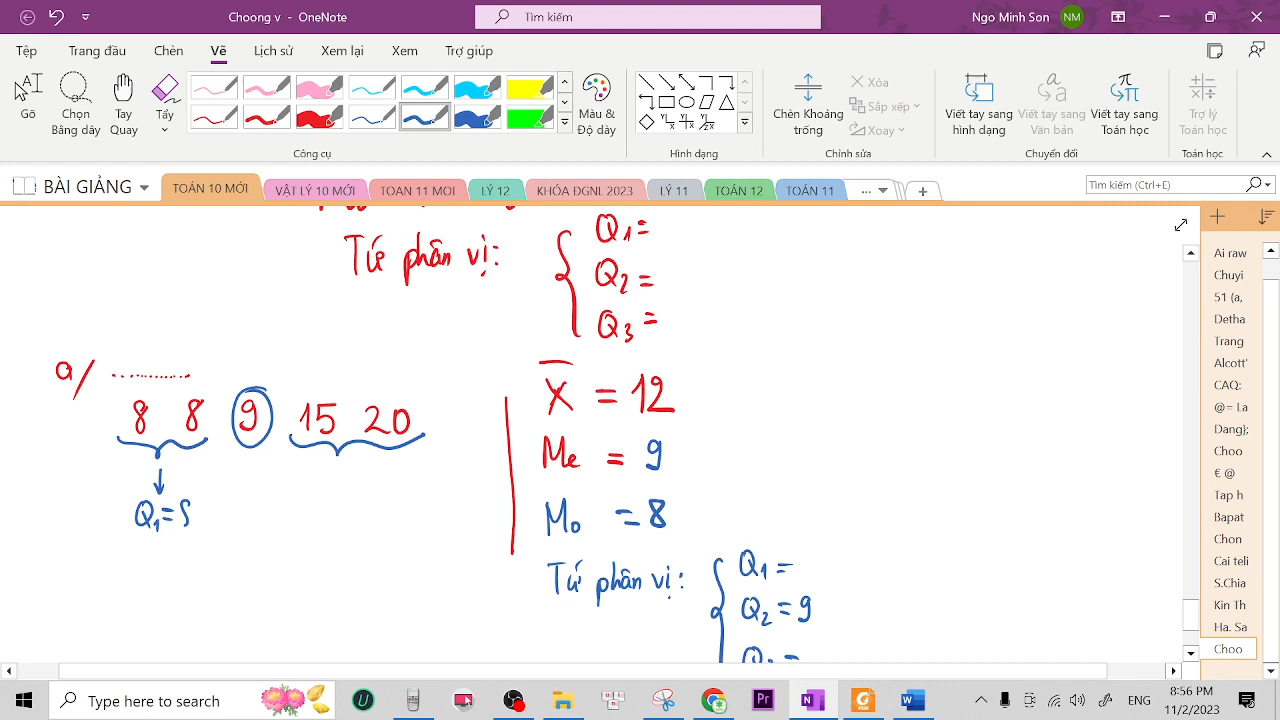 Choong v - OneNote
Tìm kiếm
Ngo Minh Son
NM
Tệp Trang đầu Chèn Vẽ Lịch sử Xem lại Xem Trợ giúp
Gõ
Chọn Bằng dây
Tay Quay
Tẩy
Màu & Độ dày
Chèn Khoảng trống
Xóa
Sắp xếp
Xoay
Viết tay sang hình dạng
Viết tay sang Văn bản
Viết tay sang Toán học
Trợ lý Toán học
Công cụ
Hình dạng
Chỉnh sửa
Chuyển đổi
Toán học
BÀI GIẢNG
TOÁN 10 MỚI
VẬT LÝ 10 MỚI
TOAN 11 MOI
LÝ 12
KHÓA ĐGNL 2023
LÝ 11
TOÁN 12
TOÁN 11
...
Tìm kiếm (Ctrl+E)
Tứ phân vị:
Q1 =
Q2 =
Q3 =
a/ ............
8 8 9 15 20
Q1 =
X̅ = 12
Me = 9
Mo = 8
Tứ phân vị:
Q1 =
Q2 = 9
Ai raw
Chuyi
51 (a,
Detha
Trang
Alcott'
CAQ:
@= La
Dang;
Choo
€ @
Tap h
Bapat
Chon
Cai teli
S.Chia
Kin Th
Ha. Sa
Choo
Type here to search
ENG
8:56 PM
11/2/2023